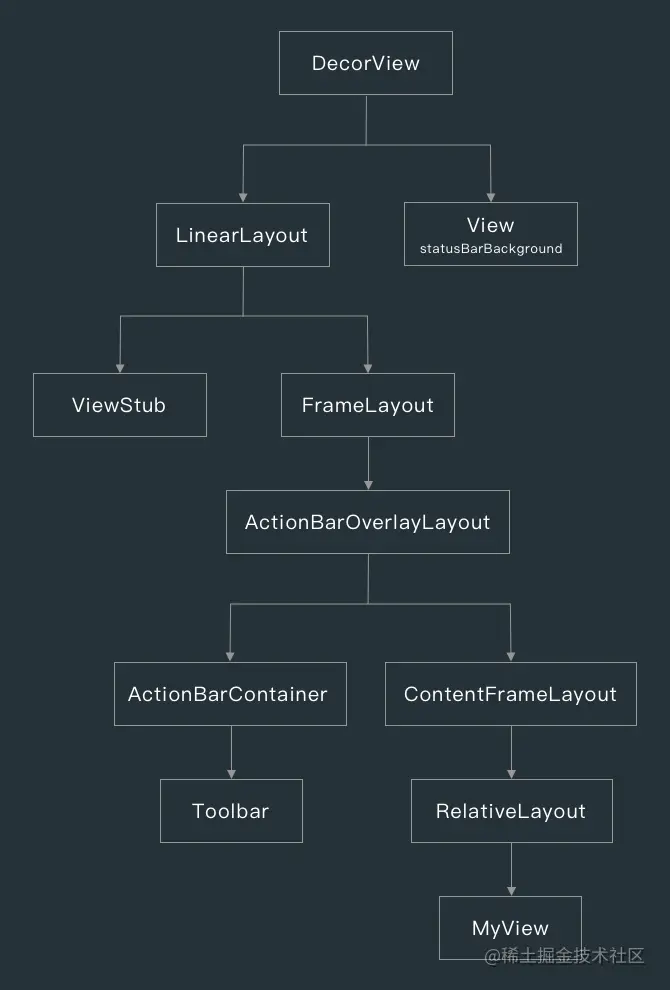 DecorView
LinearLayout
View
statusBarBackground
ViewStub
FrameLayout
ActionBarOverlayLayout
ActionBarContainer
ContentFrameLayout
Toolbar
RelativeLayout
MyView
@稀土掘金技术社区